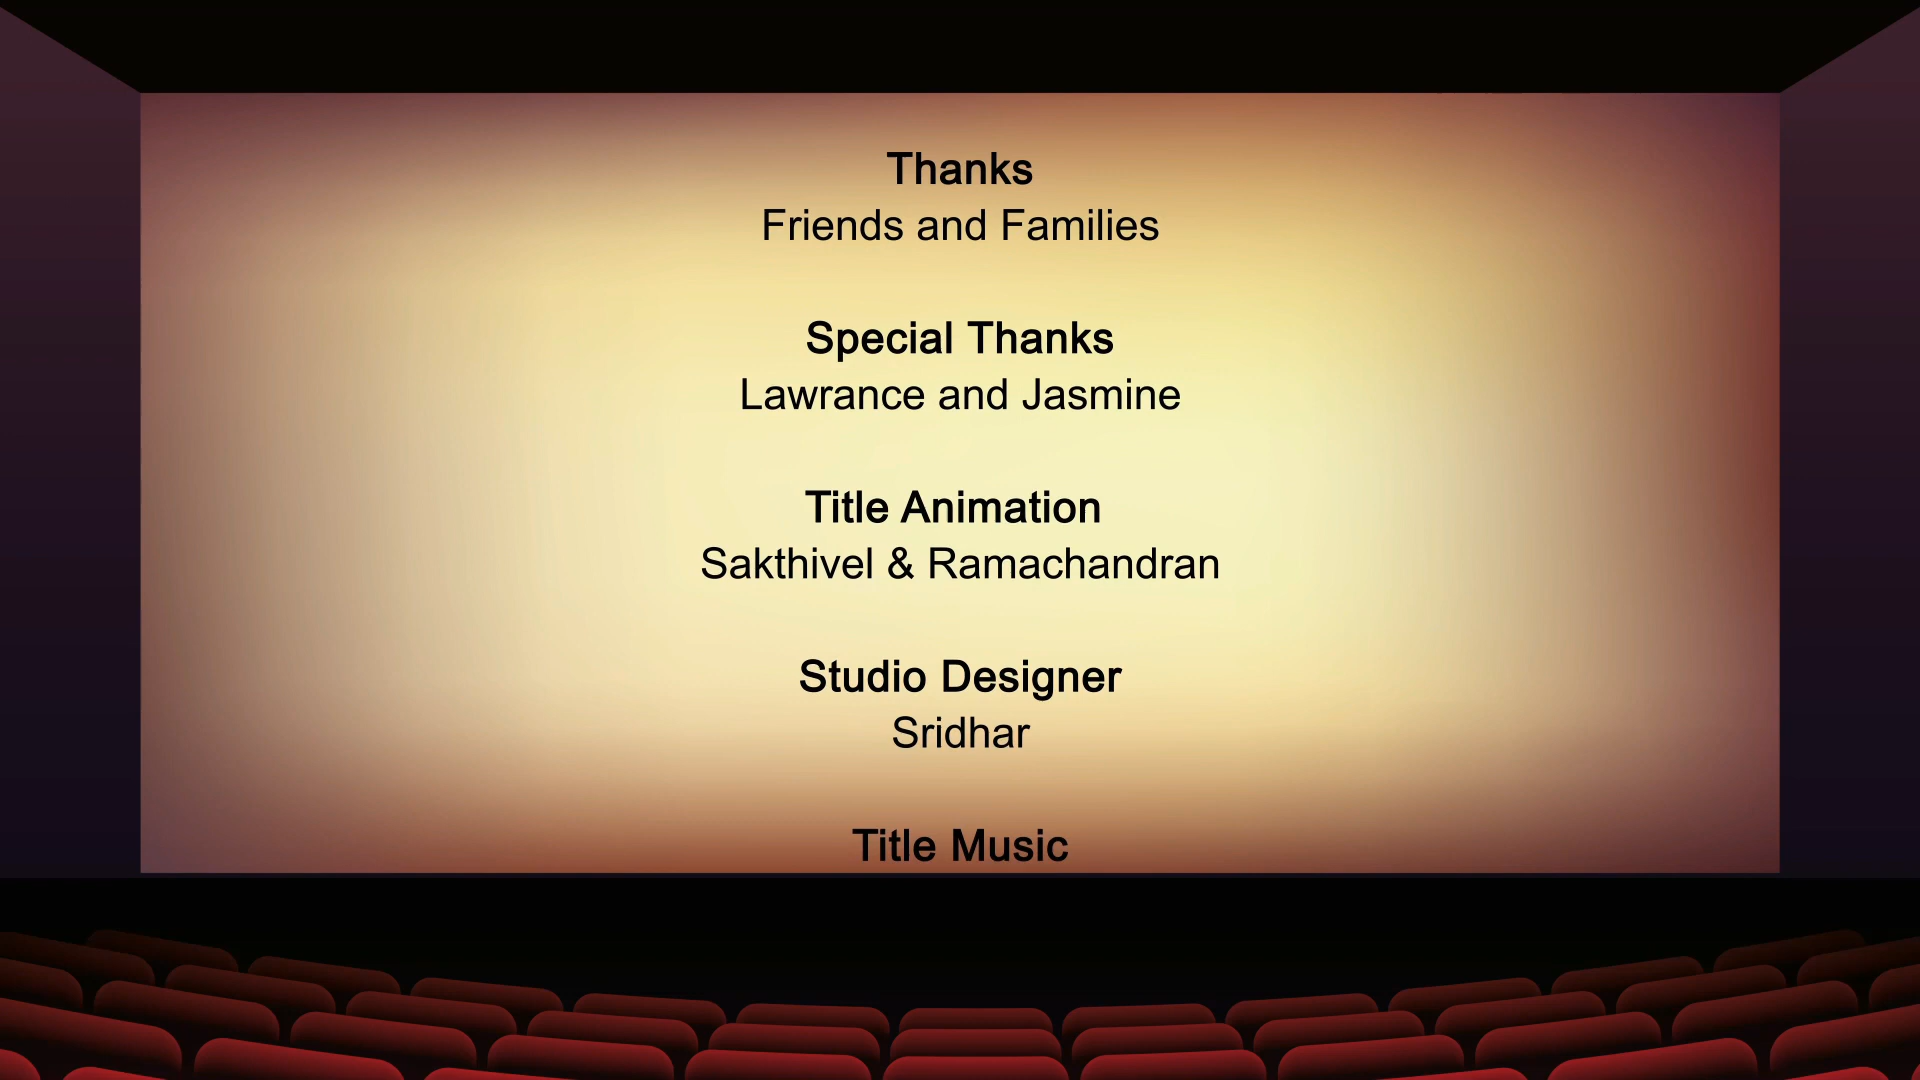 Thanks
Friends and Families
Special Thanks
Lawrance and Jasmine
Title Animation
Sakthivel & Ramachandran
Studio Designer
Sridhar
Title Music